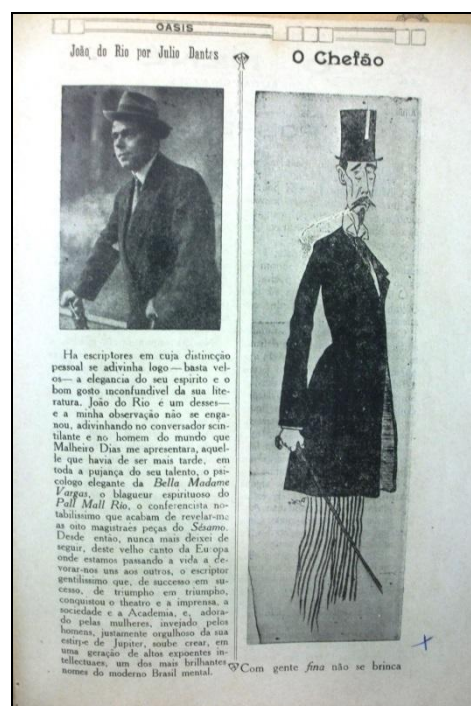 OASIS
João do Rio por Julio Dantas
Ha escriptores em cuja distincção
pessoal se adivinha logo — basta vel-
os — a elegancia do seu espirito e o
bom gosto inconfundivel da sua lite-
ratura. João do Rio é um desses—
e a minha observação não se enga-
nou, adivinhando no conversador scin-
tilante e no homem do mundo que
Malheiro Dias me apresentara, aquel-
le que havia de ser mais tarde, em
toda a pujança do seu talento, o psi-
cologo elegante da Bella Madame
Vargas, o blagueur espirituoso do
Pall Mall Rio, o conferencista no-
tabilissimo que acabam de revelar-me
as oito magistraes peças do Sésamo.
Desde então, nunca mais deixei de
seguir, deste velho canto da Europa
onde estamos passando a vida a de-
vorar-nos uns aos outros, o escriptor
gentilissimo que, de successo em su-
cesso, de triumpho em triumpho,
conquistou o theatro e a imprensa, a
sociedade e a Academia, e, adora-
do pelas mulheres, invejado pelos
homens, justamente orgulhoso da sua
estirpe de Jupiter, soube crear, em
uma geração de altos expoentes in-
tellectuaes, um dos mais brilhantes
nomes do moderno Brasil mental.
O Chefão
Com gente fina não se brinca